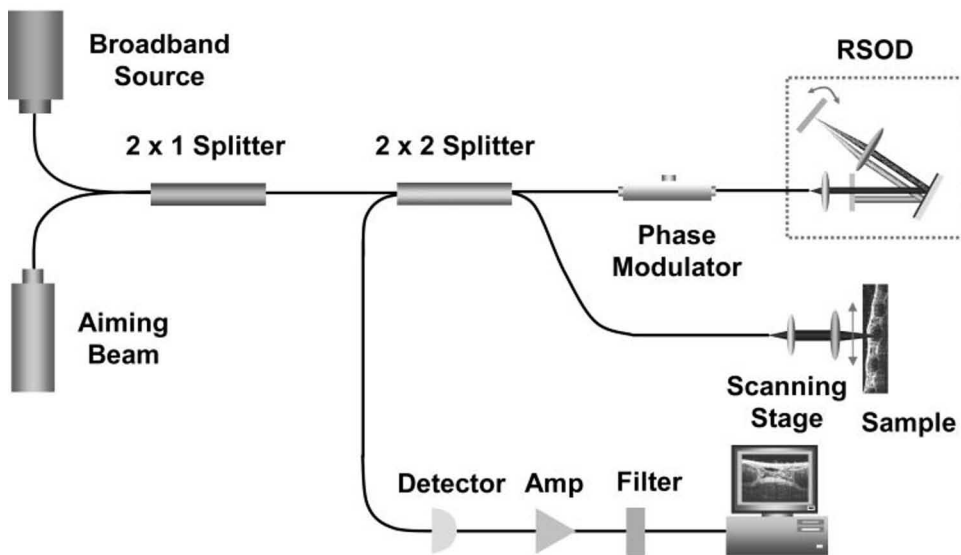 Broadband
Source
RSOD
2 x 1 Splitter
2 x 2 Splitter
Phase
Modulator
Aiming
Beam
Scanning
Stage
Sample
Detector
Amp
Filter